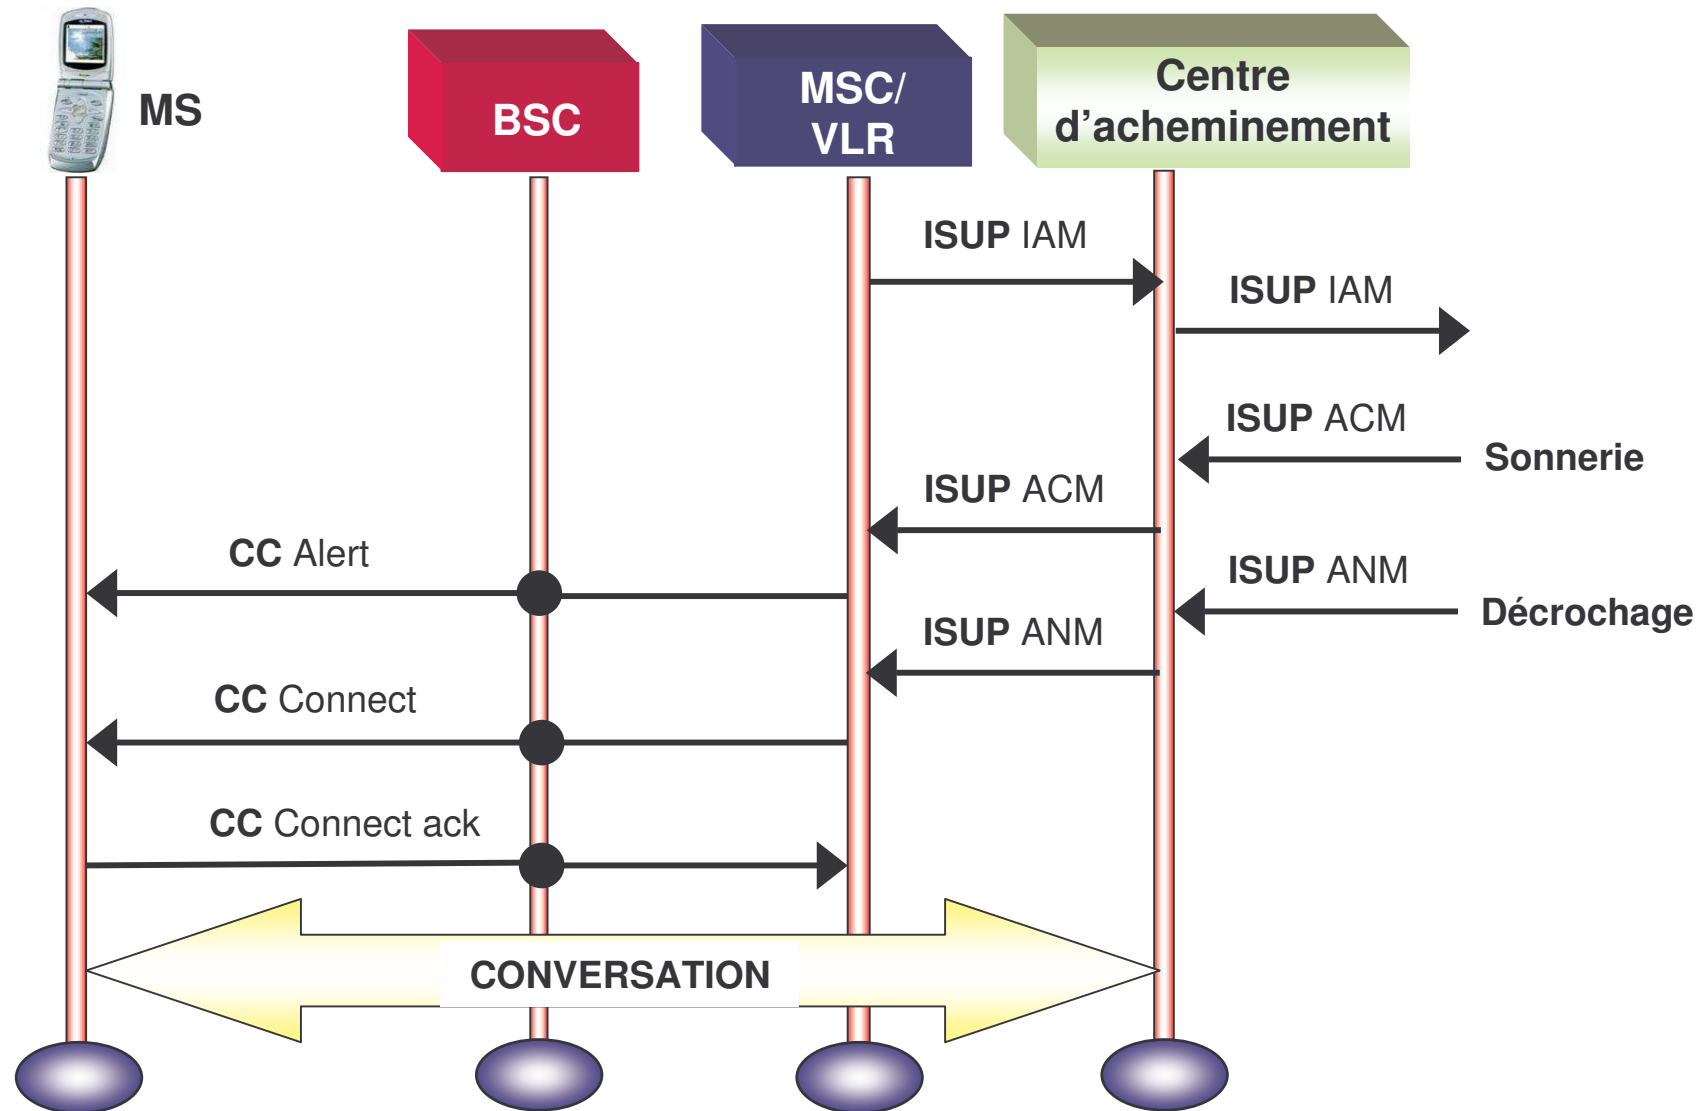 MS
BSC
MSC/
VLR
Centre
d'acheminement
ISUP IAM
ISUP IAM
ISUP ACM
Sonnerie
ISUP ACM
CC Alert
ISUP ANM
Décrochage
ISUP ANM
CC Connect
CC Connect ack
CONVERSATION